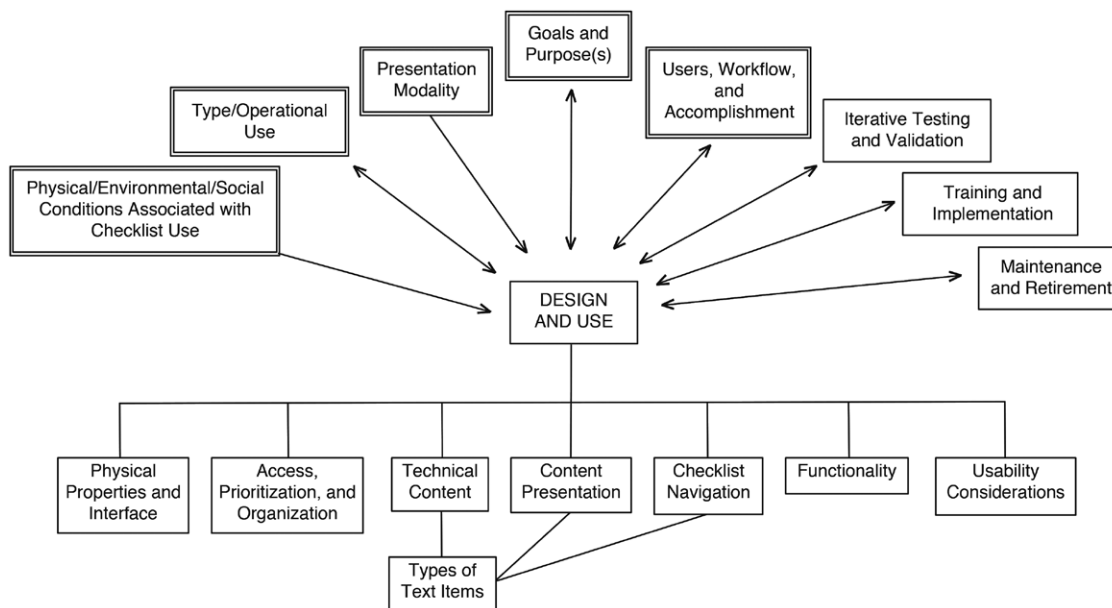 Goals and
Purpose(s)
Presentation
Modality
Users, Workflow,
and
Accomplishment
Type/Operational
Use
Iterative Testing
and Validation
Physical/Environmental/Social
Conditions Associated with
Checklist Use
Training and
Implementation
Maintenance
and Retirement
DESIGN
AND USE
Physical
Properties and
Interface
Access,
Prioritization, and
Organization
Technical
Content
Content
Presentation
Checklist
Navigation
Functionality
Usability
Considerations
Types of
Text Items